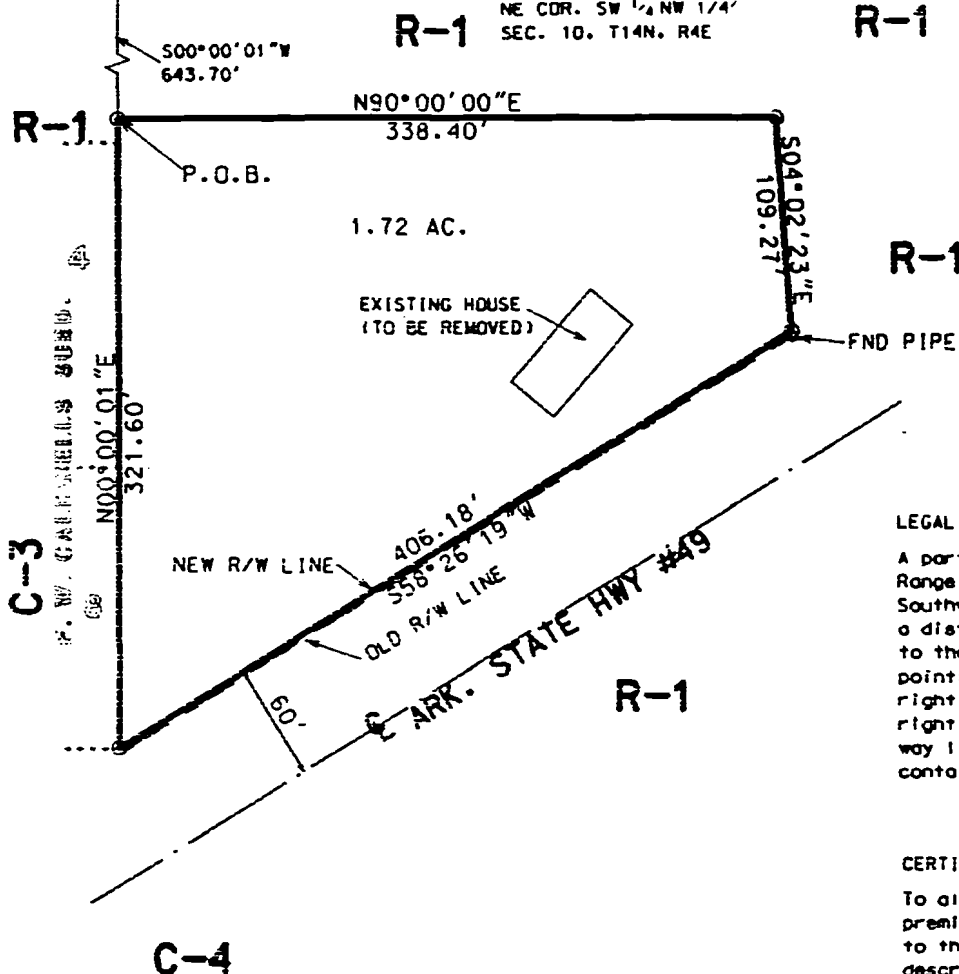 NE COR. SW 1/4 NW 1/4
SEC. 10. T14N. R4E
R-1
R-1
S00°00'01"W
643.70'
N90°00'00"E
338.40'
R-1
P.O.B.
S04°02'23"E
109.27'
1.72 AC.
R-1
EXISTING HOUSE
(TO BE REMOVED)
FND PIPE
N00°00'01"E
321.60'
C-3
406.18'
S58°26'19"W
NEW R/W LINE
OLD R/W LINE
60'
℄ ARK. STATE HWY #49
R-1
C-4
LEGAL
A par
Range
South
a dis
to the
point
right
right
way
conta
CERTI
To al
premi
to th
descr